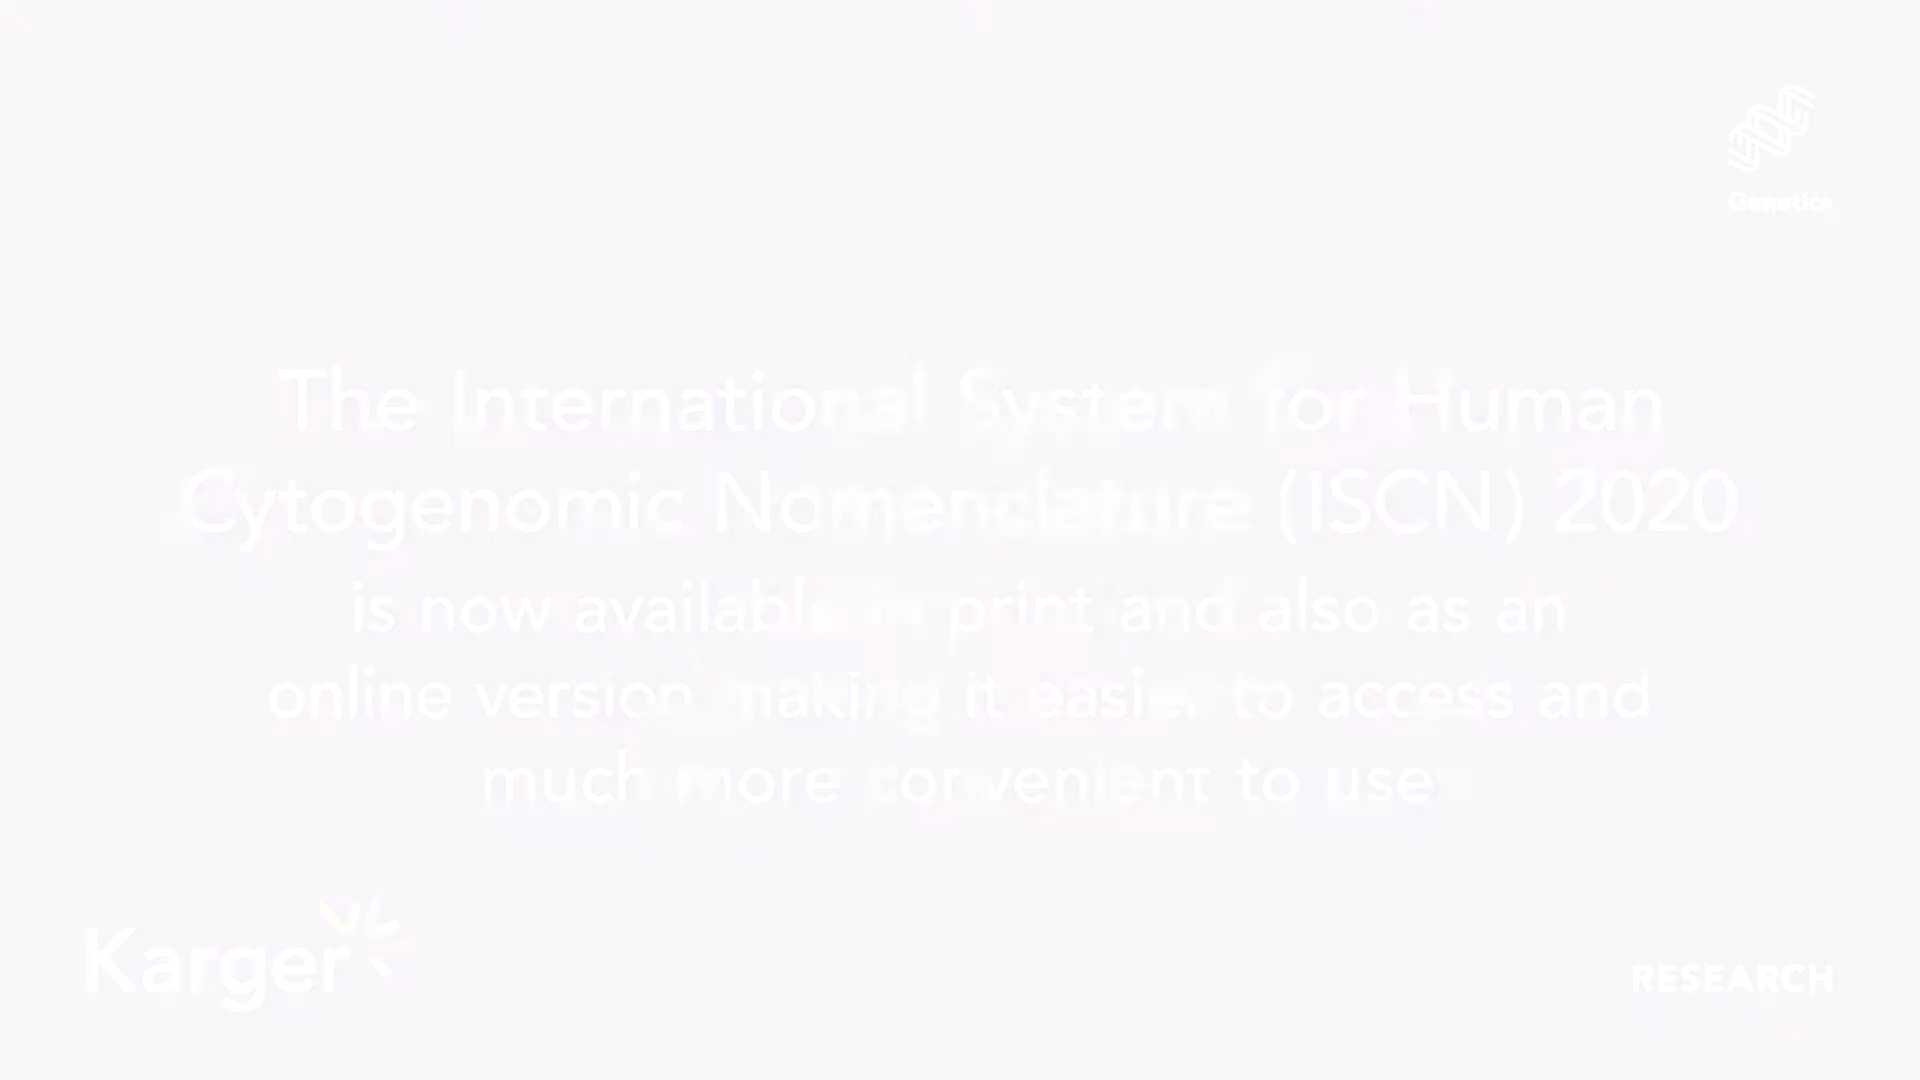 Genetics
The International System for Human
Cytogenomic Nomenclature (ISCN) 2020
is now available in print and also as an
online version making it easier to access and
much more convenient to use
Karger
RESEARCH